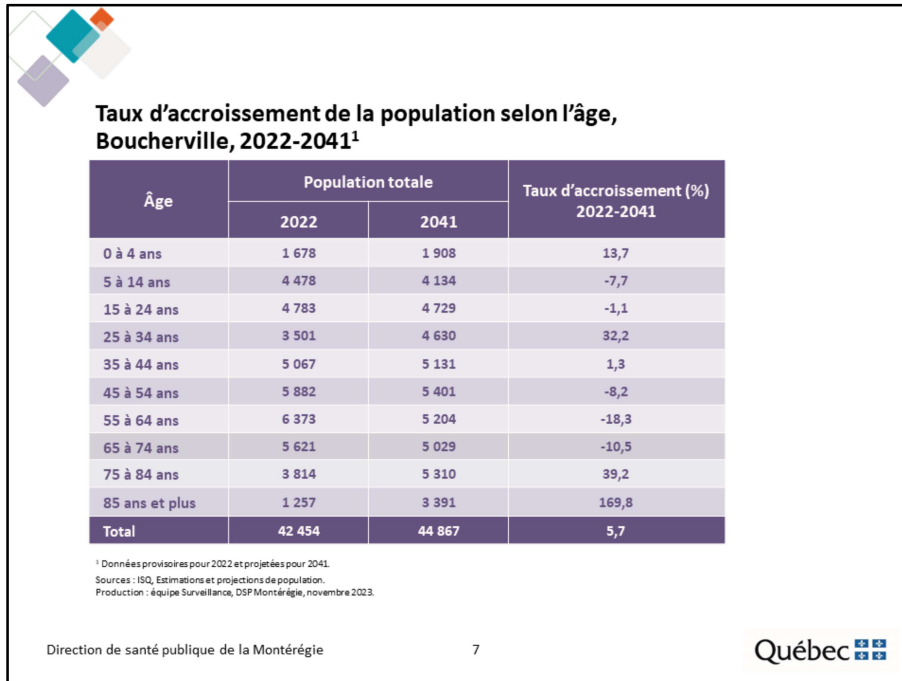 Taux d’accroissement de la population selon l’âge,
Boucherville, 2022-2041¹
Âge Population totale Taux d’accroissement (%) 2022-2041
2022 2041
0 à 4 ans 1 678 1 908 13,7
5 à 14 ans 4 478 4 134 -7,7
15 à 24 ans 4 783 4 729 -1,1
25 à 34 ans 3 501 4 630 32,2
35 à 44 ans 5 067 5 131 1,3
45 à 54 ans 5 882 5 401 -8,2
55 à 64 ans 6 373 5 204 -18,3
65 à 74 ans 5 621 5 029 -10,5
75 à 84 ans 3 814 5 310 39,2
85 ans et plus 1 257 3 391 169,8
Total 42 454 44 867 5,7
¹ Données provisoires pour 2022 et projetées pour 2041.
Sources : ISQ, Estimations et projections de population.
Production : équipe Surveillance, DSP Montérégie, novembre 2023.
Direction de santé publique de la Montérégie 7 Québec